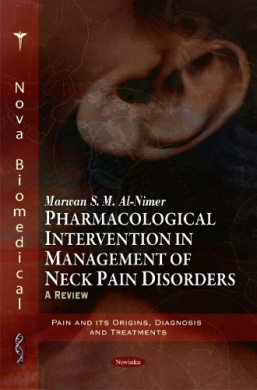 Nova Biomedical
Marwan S. M. Al-Nimer
PHARMACOLOGICAL
INTERVENTION IN
MANAGEMENT OF
NECK PAIN DISORDERS
A REVIEW
PAIN AND ITS ORIGINS, DIAGNOSIS
AND TREATMENTS
Novinka